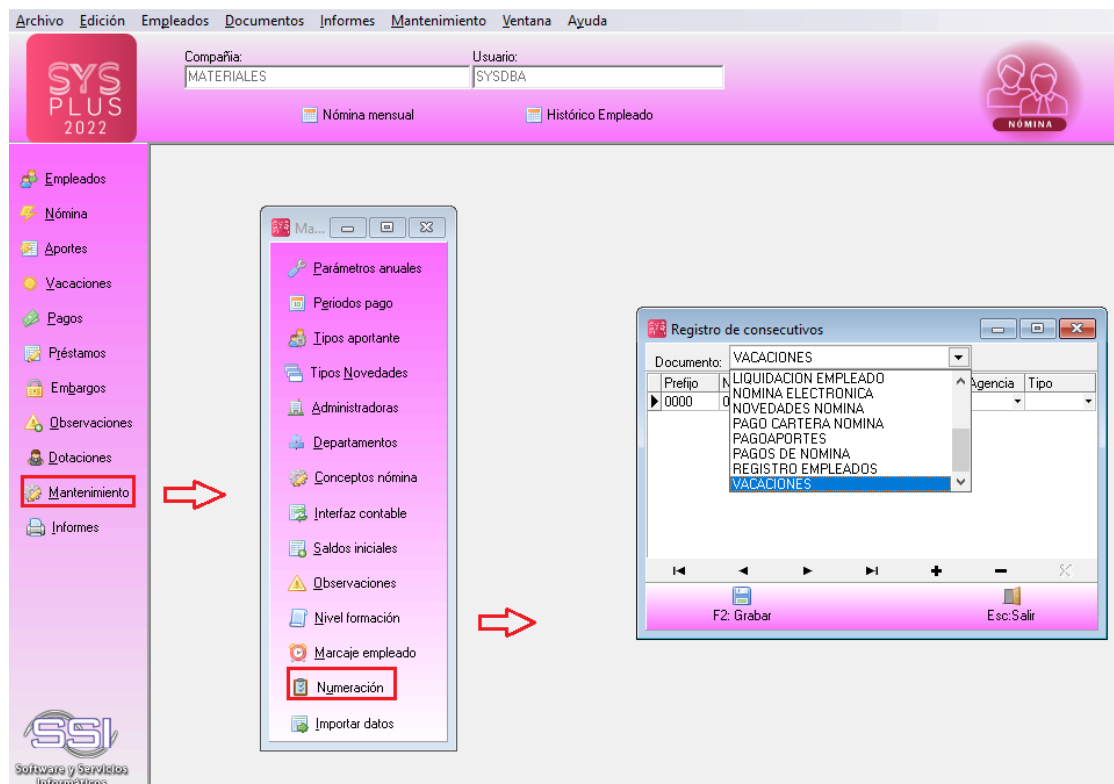 Archivo Edición Empleados Documentos Informes Mantenimiento Ventana Ayuda
SYS
PLUS
2022
Compañia:
MATERIALES
Usuario:
SYSDBA
Nómina mensual
Histórico Empleado
NÓMINA
Empleados
Nómina
Aportes
Vacaciones
Pagos
Préstamos
Embargos
Observaciones
Dotaciones
Mantenimiento
Informes
SSI
Software y Servicios
Informáticos
Ma...
Parámetros anuales
Periodos pago
Tipos aportante
Tipos Novedades
Administradoras
Departamentos
Conceptos nómina
Interfaz contable
Saldos iniciales
Observaciones
Nivel formación
Marcaje empleado
Numeración
Importar datos
Registro de consecutivos
Documento: VACACIONES
Prefijo N Agencia Tipo
0000 0
LIQUIDACION EMPLEADO
NOMINA ELECTRONICA
NOVEDADES NOMINA
PAGO CARTERA NOMINA
PAGOAPORTES
PAGOS DE NOMINA
REGISTRO EMPLEADOS
VACACIONES
F2: Grabar
Esc:Salir